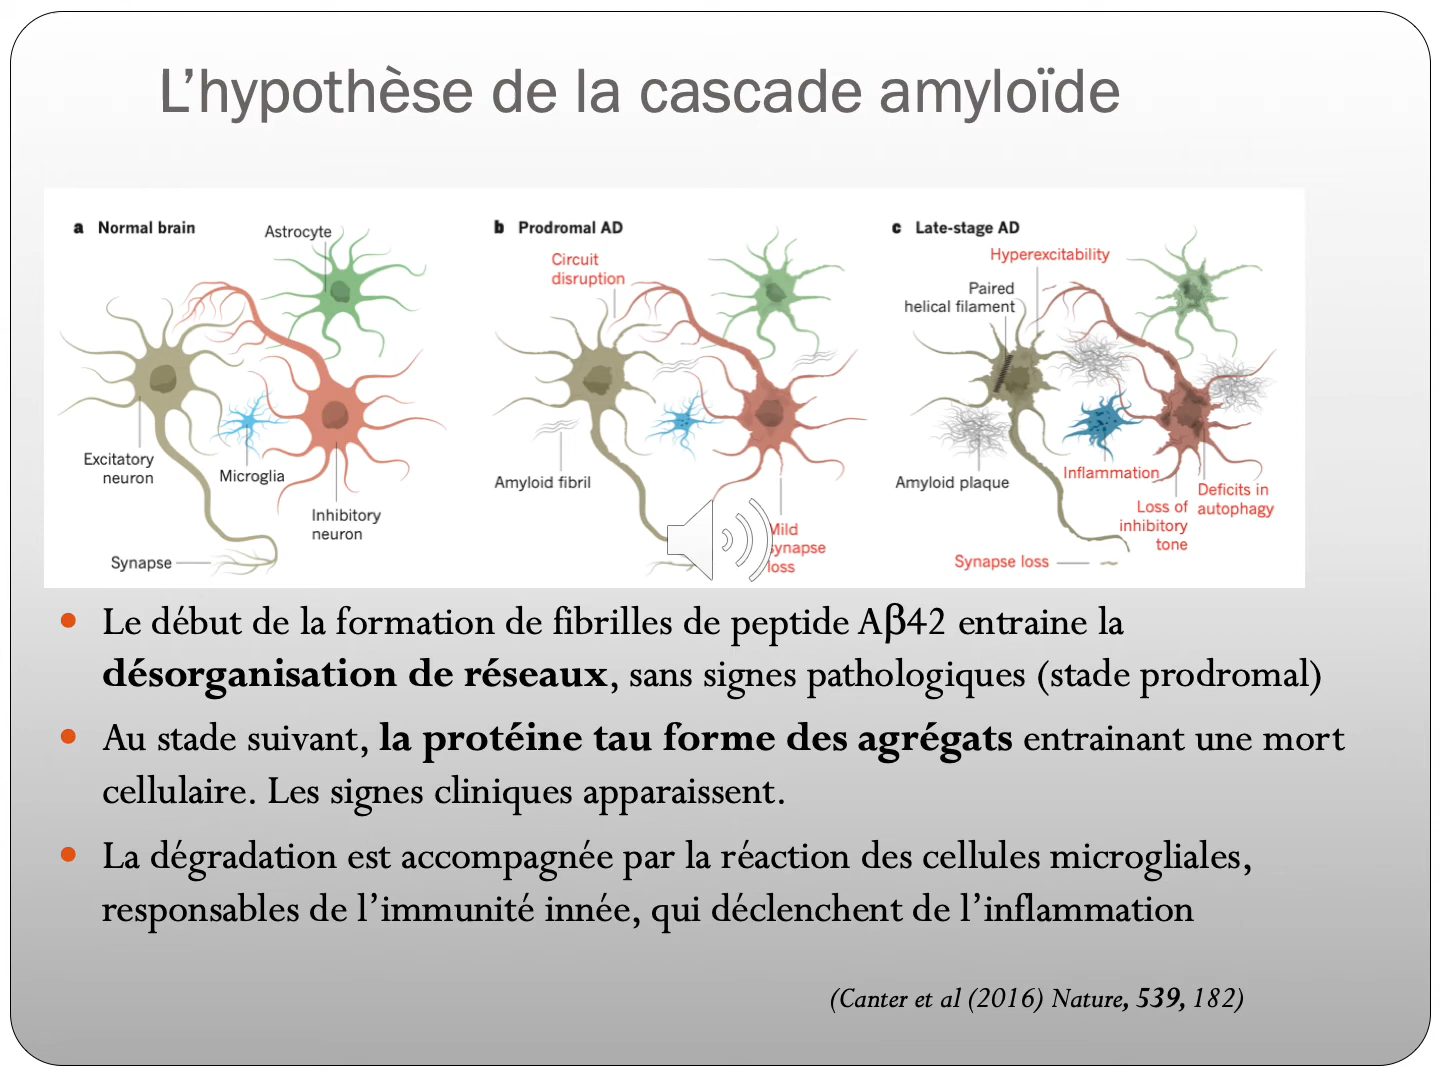 L’hypothèse de la cascade amyloïde
a Normal brain
Astrocyte
Excitatory
neuron
Microglia
Inhibitory
neuron
Synapse
b Prodromal AD
Circuit
disruption
Amyloid fibril
Mild
synapse
loss
c Late-stage AD
Hyperexcitability
Paired
helical filament
Amyloid plaque
Inflammation
Loss of
inhibitory
tone
Deficits in
autophagy
Synapse loss
• Le début de la formation de fibrilles de peptide Aβ42 entraine la
désorganisation de réseaux, sans signes pathologiques (stade prodromal)
• Au stade suivant, la protéine tau forme des agrégats entrainant une mort
cellulaire. Les signes cliniques apparaissent.
• La dégradation est accompagnée par la réaction des cellules microgliales,
responsables de l’immunité innée, qui déclenchent de l’inflammation
(Canter et al (2016) Nature, 539, 182)